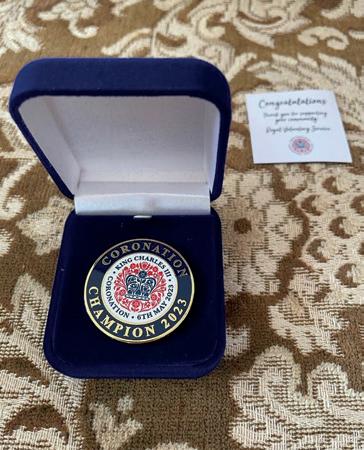 Congratulations
Thank you for supporting
your community
Royal Voluntary Service
CORONATION
CHAMPION 2023
• KING CHARLES III •
CORONATION • 6TH MAY 2023